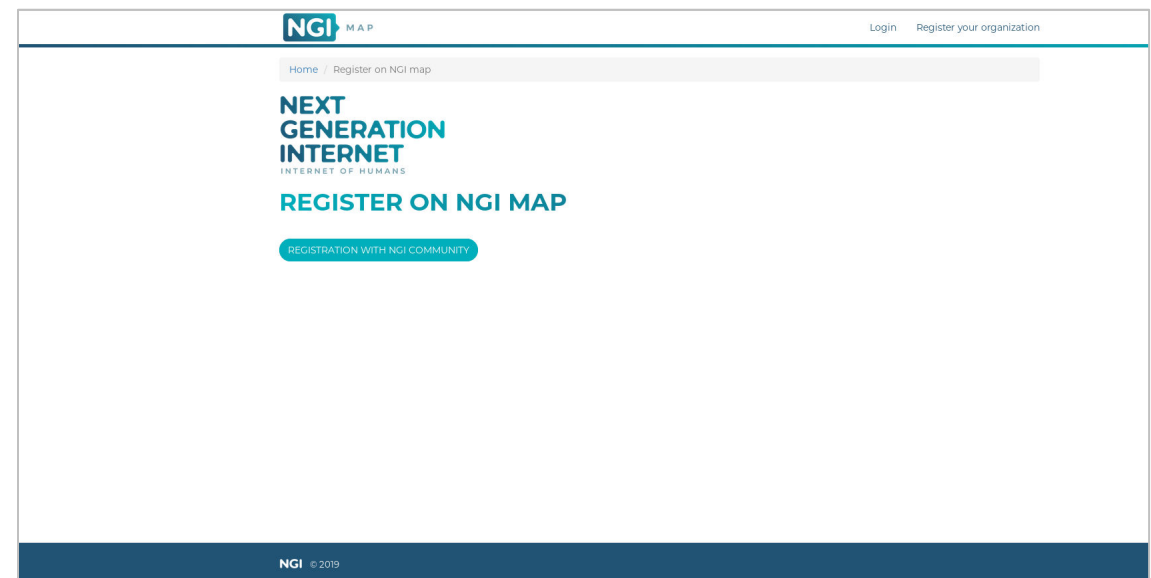 NGI MAP
Login Register your organization
Home / Register on NGI map
NEXT
GENERATION
INTERNET
INTERNET OF HUMANS
REGISTER ON NGI MAP
REGISTRATION WITH NGI COMMUNITY
NGI © 2019